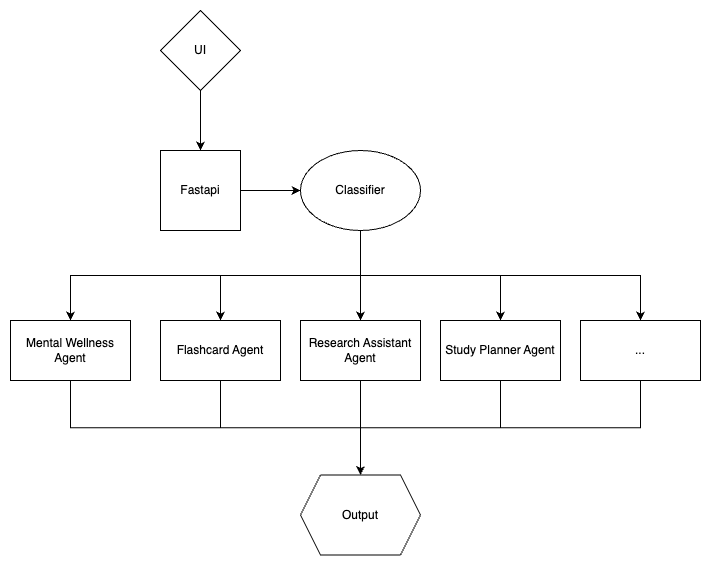 UI
Fastapi
Classifier
Mental Wellness
Agent
Flashcard Agent
Research Assistant
Agent
Study Planner Agent
...
Output